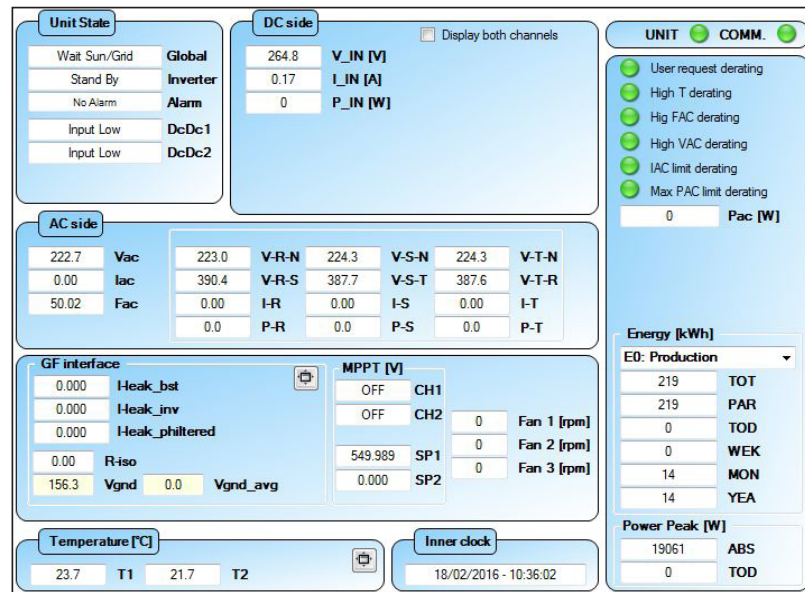 Unit State
Wait Sun/Grid Global
Stand By Inverter
No Alarm Alarm
Input Low DcDc1
Input Low DcDc2
DC side
Display both channels
264.8 V_IN [V]
0.17 I_IN [A]
0 P_IN [W]
UNIT COMM.
User request derating
High T derating
Hig FAC derating
High VAC derating
IAC limit derating
Max PAC limit derating
0 Pac [W]
AC side
222.7 Vac 223.0 V-R-N 224.3 V-S-N 224.3 V-T-N
0.00 Iac 390.4 V-R-S 387.7 V-S-T 387.6 V-T-R
50.02 Fac 0.00 I-R 0.00 I-S 0.00 I-T
0.0 P-R 0.0 P-S 0.0 P-T
GF interface
0.000 I-leak_bst
0.000 I-leak_inv
0.000 I-leak_philtered
0.00 R-iso
156.3 Vgnd 0.0 Vgnd_avg
MPPT [V]
OFF CH1
OFF CH2
549.989 SP1
0.000 SP2
0 Fan 1 [rpm]
0 Fan 2 [rpm]
0 Fan 3 [rpm]
Energy [kWh]
E0: Production
219 TOT
219 PAR
0 TOD
0 WEK
14 MON
14 YEA
Temperature [°C]
23.7 T1 21.7 T2
Inner clock
18/02/2016 - 10:36:02
Power Peak [W]
19061 ABS
0 TOD